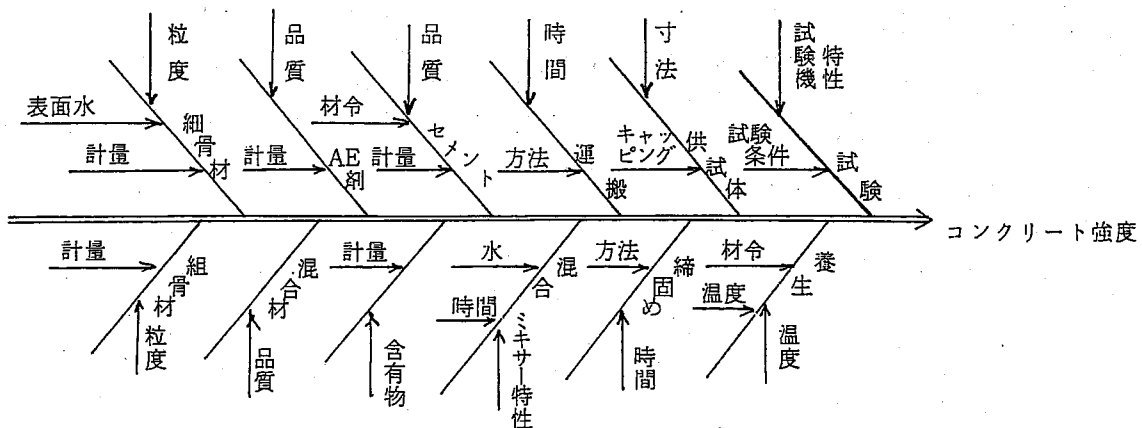 粒度
品質
品質
時間
寸法
試験機
特性
表面水
材令
細骨材
計量
計量
AE剤
計量
セメント
方法
運搬
キャッピング
供試体
試験
条件
試験
コンクリート強度
計量
組骨材
粒度
混合材
品質
計量
含有物
水
混合
時間
ミキサー特性
方法
締固め
時間
材令
養生
温度
温度